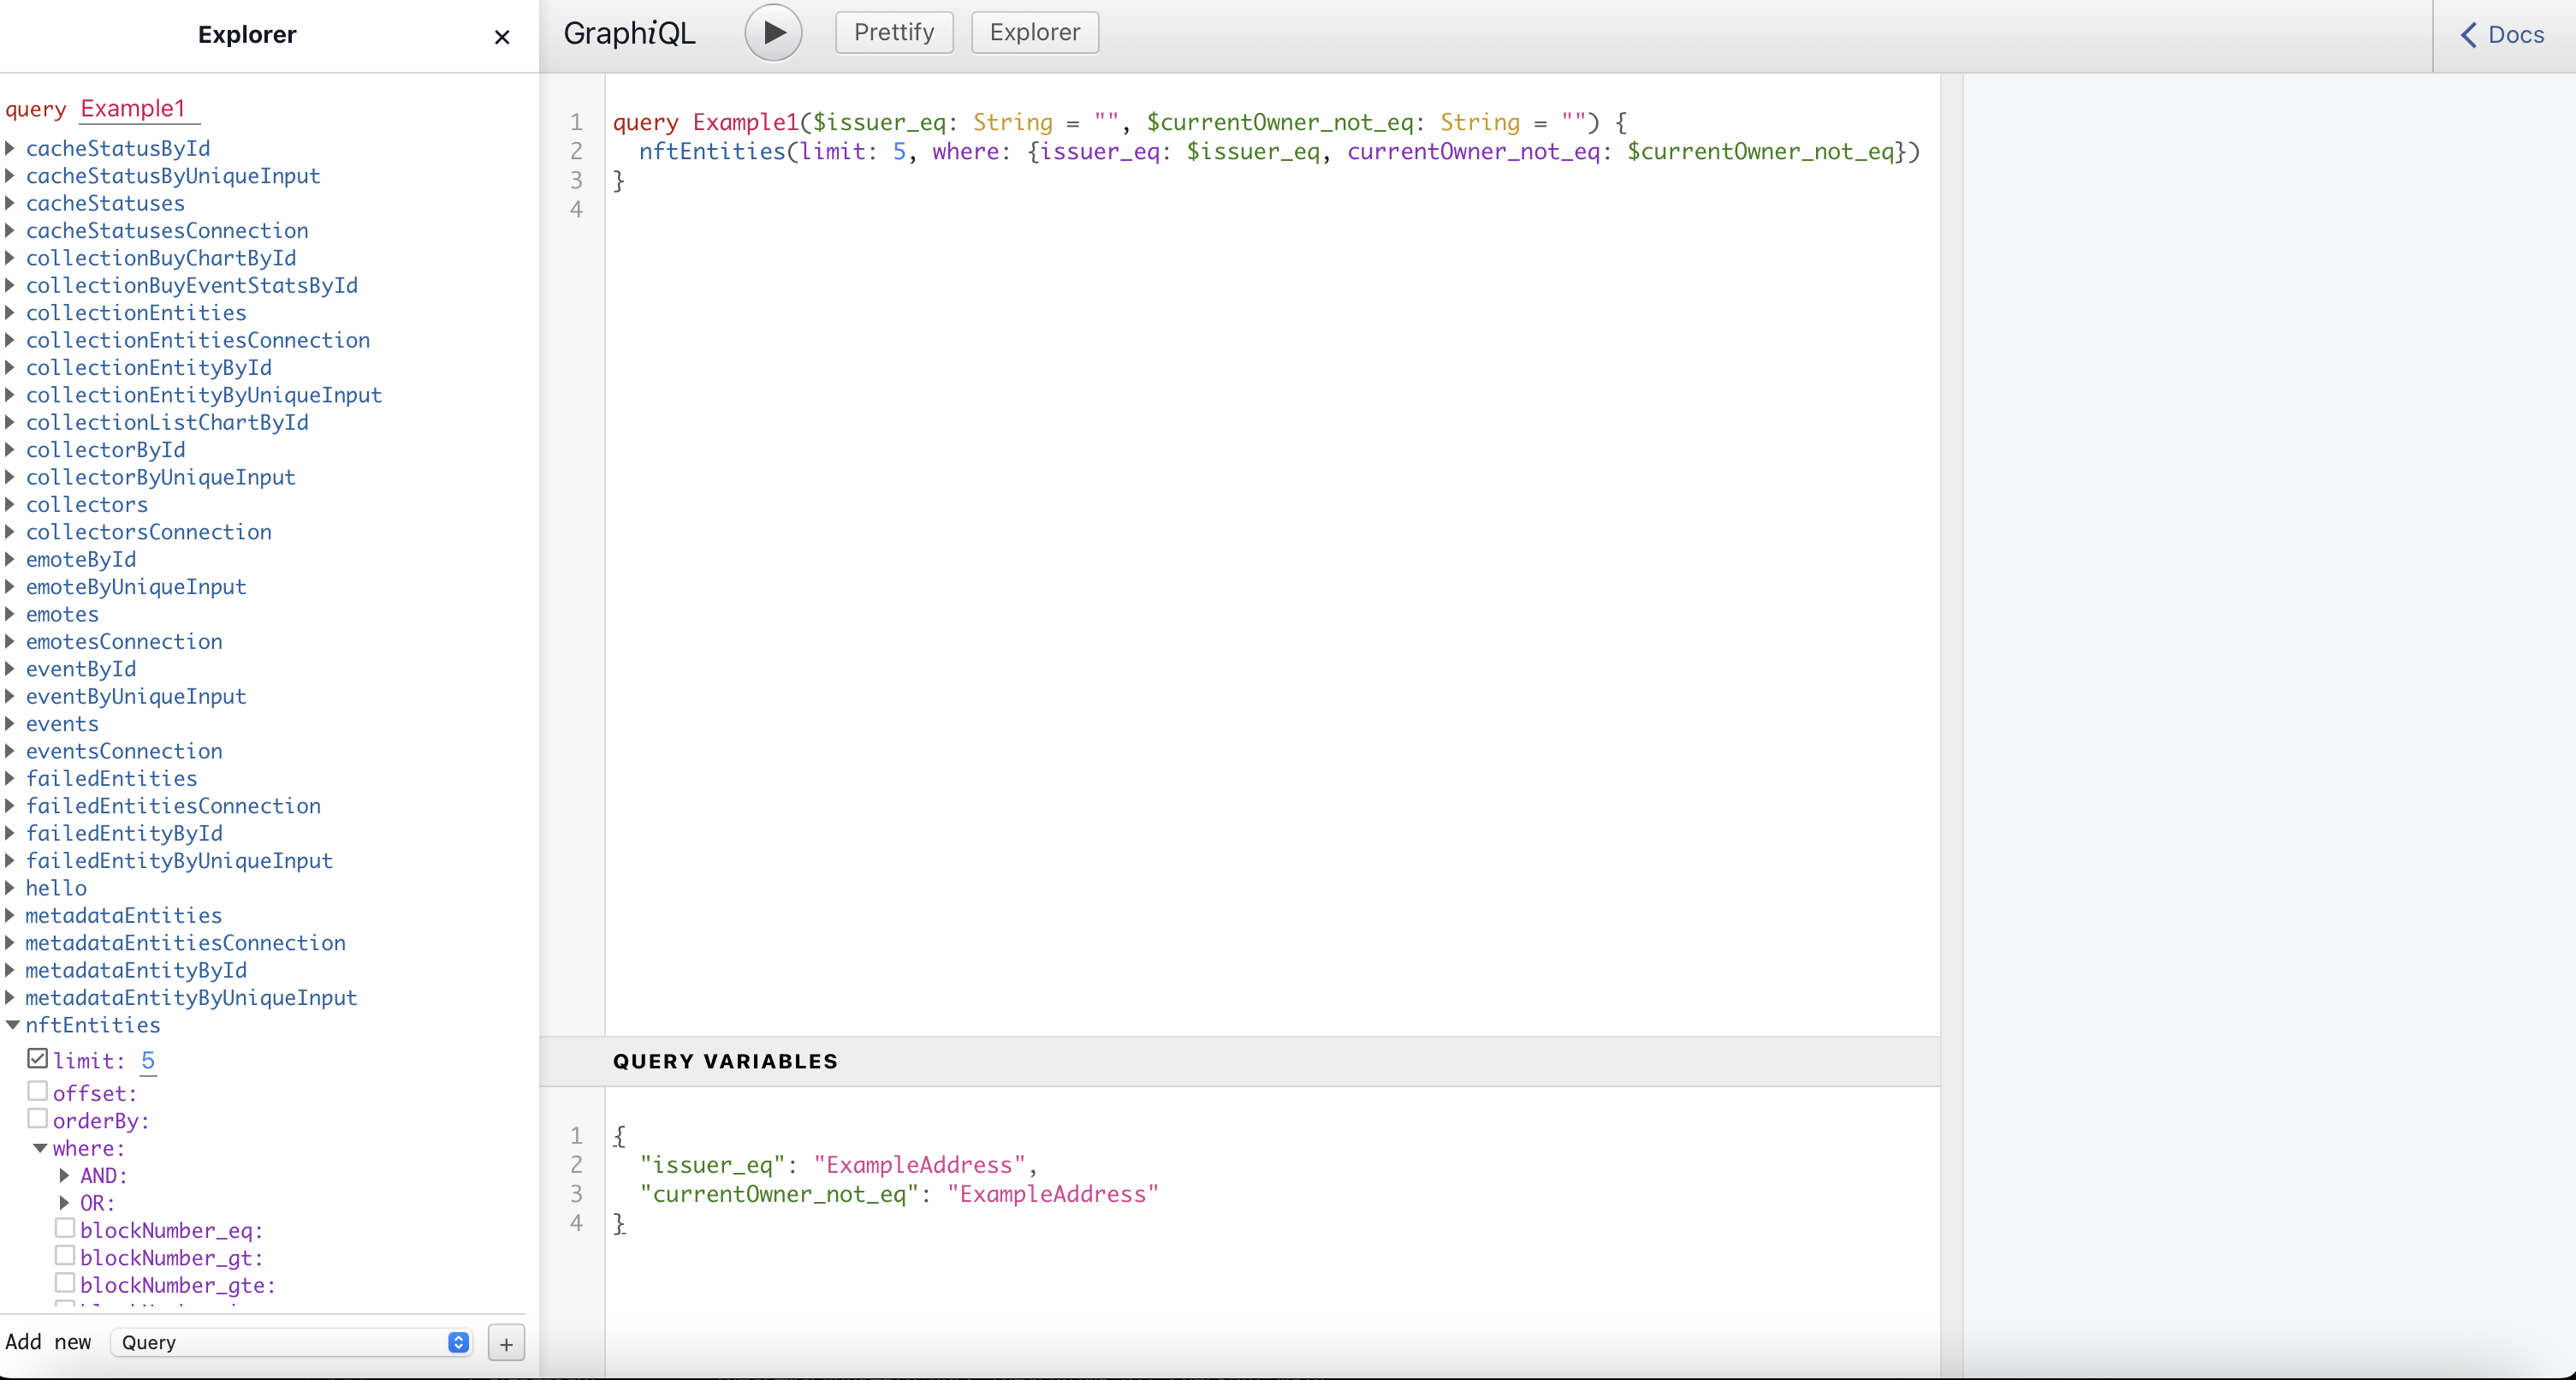 Explorer ×
query Example1
cacheStatusById
cacheStatusByUniqueInput
cacheStatuses
cacheStatusesConnection
collectionBuyChartById
collectionBuyEventStatsById
collectionEntities
collectionEntitiesConnection
collectionEntityById
collectionEntityByUniqueInput
collectionListChartById
collectorById
collectorByUniqueInput
collectors
collectorsConnection
emoteById
emoteByUniqueInput
emotes
emotesConnection
eventById
eventByUniqueInput
events
eventsConnection
failedEntities
failedEntitiesConnection
failedEntityById
failedEntityByUniqueInput
hello
metadataEntities
metadataEntitiesConnection
metadataEntityById
metadataEntityByUniqueInput
nftEntities
limit: 5
offset:
orderBy:
where:
AND:
OR:
blockNumber_eq:
blockNumber_gt:
blockNumber_gte:
Add new Query +
GraphiQL Prettify Explorer Docs
1 query Example1($issuer_eq: String = "", $currentOwner_not_eq: String = "") {
2 nftEntities(limit: 5, where: {issuer_eq: $issuer_eq, currentOwner_not_eq: $currentOwner_not_eq})
3 }
4
QUERY VARIABLES
1 {
2 "issuer_eq": "ExampleAddress",
3 "currentOwner_not_eq": "ExampleAddress"
4 }